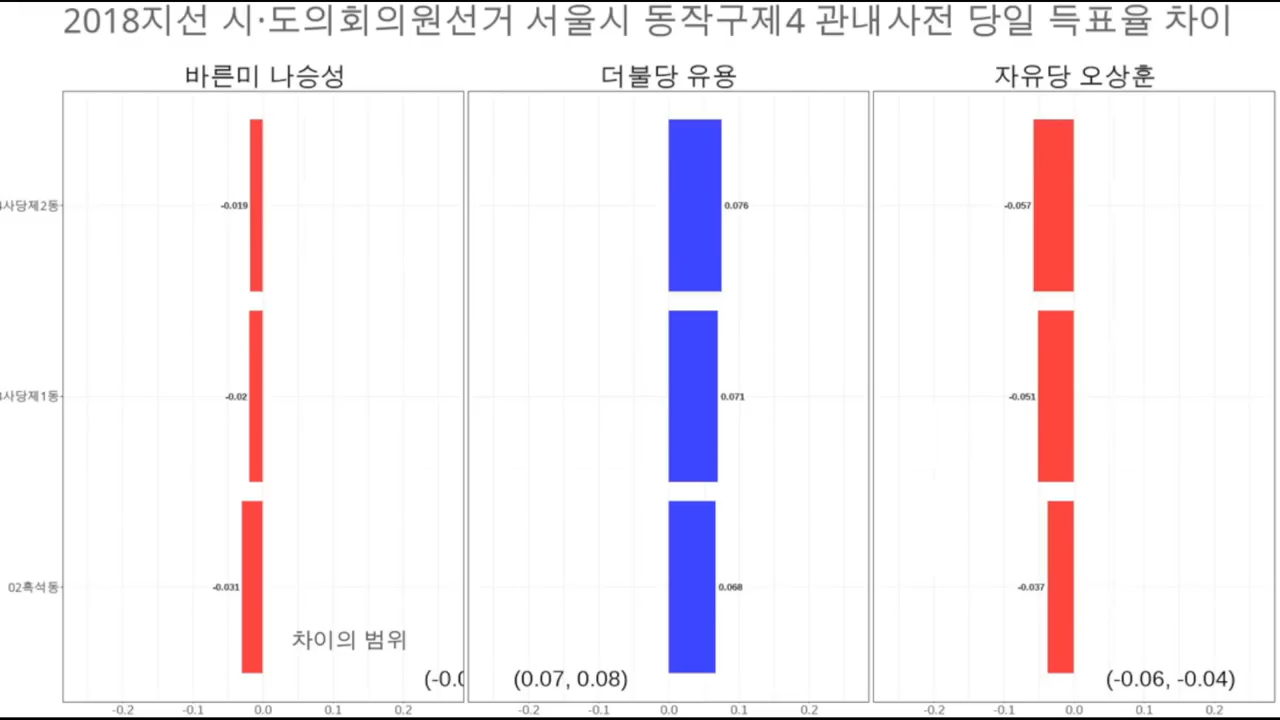 2018지선 시·도의회의원선거 서울시 동작구제4 관내사전 당일 득표율 차이
바른미 나승성
더불당 유용
자유당 오상훈
사당제2동
-0.019
0.076
-0.057
사당제1동
-0.02
0.071
-0.051
02흑석동
-0.031
0.068
-0.037
차이의 범위
(-0.0
(0.07, 0.08)
(-0.06, -0.04)
-0.2 -0.1 0.0 0.1 0.2
-0.2 -0.1 0.0 0.1 0.2
-0.2 -0.1 0.0 0.1 0.2